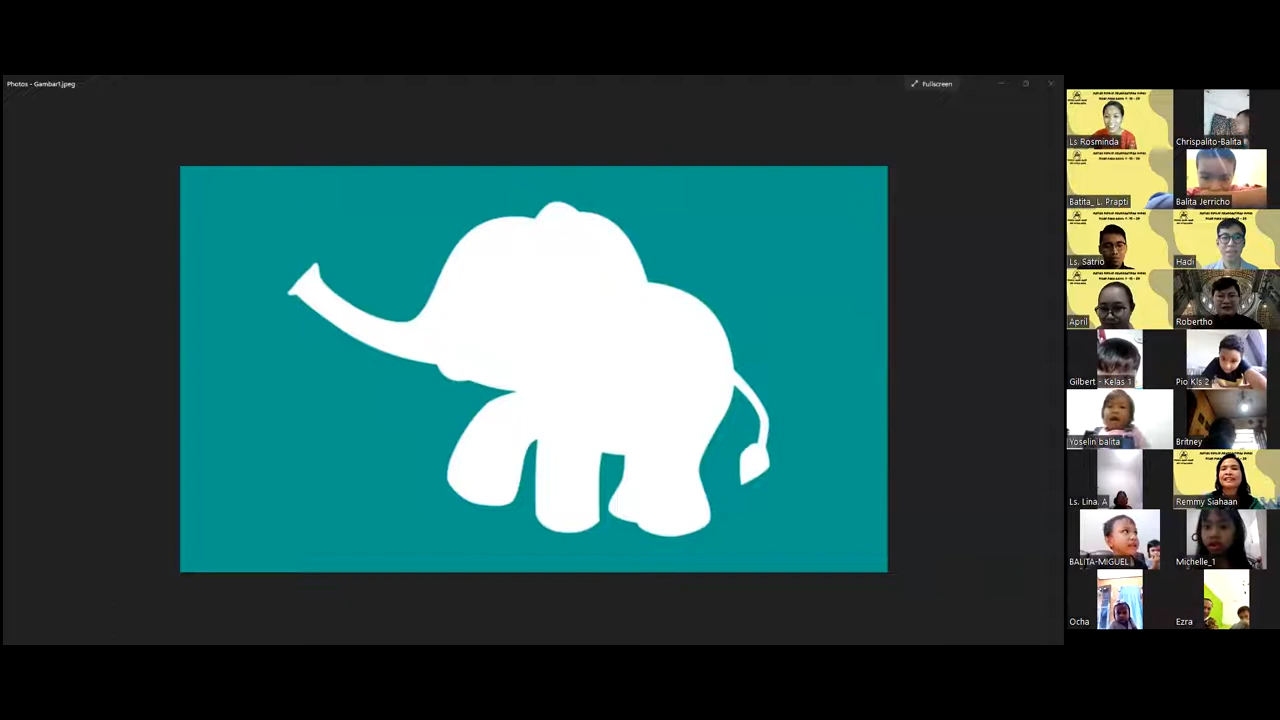 Photos - Gambar1.jpeg
Fullscreen
Ls Rosminda
Chrispalito-Balita
Batita_ L. Prapti
Balita Jerricho
Ls. Satrio
Hadi
April
Robertho
Gilbert - Kelas 1
Pio Kls 2
Yoselin balita
Britney
Ls. Lina. A
Remmy Siahaan
BALITA-MIGUEL
Michelle_1
Ocha
Ezra